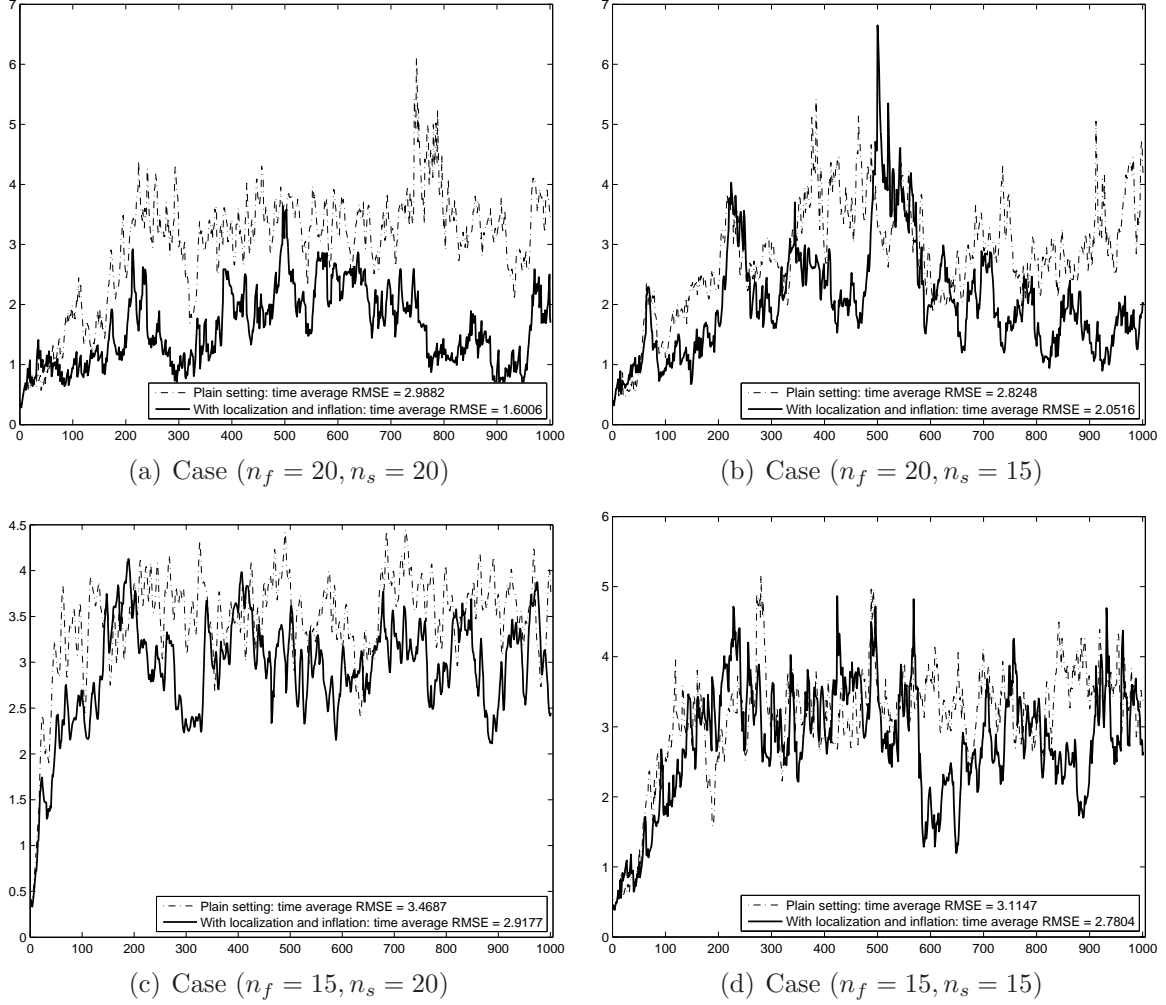 7
6
5
4
3
2
1
0
Plain setting: time average RMSE = 2.9882
With localization and inflation: time average RMSE = 1.6006
0 100 200 300 400 500 600 700 800 900 1000
(a) Case (n_f = 20, n_s = 20)
7
6
5
4
3
2
1
0
Plain setting: time average RMSE = 2.8248
With localization and inflation: time average RMSE = 2.0516
0 100 200 300 400 500 600 700 800 900 1000
(b) Case (n_f = 20, n_s = 15)
4.5
4
3.5
3
2.5
2
1.5
1
0.5
0
Plain setting: time average RMSE = 3.4687
With localization and inflation: time average RMSE = 2.9177
0 100 200 300 400 500 600 700 800 900 1000
(c) Case (n_f = 15, n_s = 20)
6
5
4
3
2
1
0
Plain setting: time average RMSE = 3.1147
With localization and inflation: time average RMSE = 2.7804
0 100 200 300 400 500 600 700 800 900 1000
(d) Case (n_f = 15, n_s = 15)